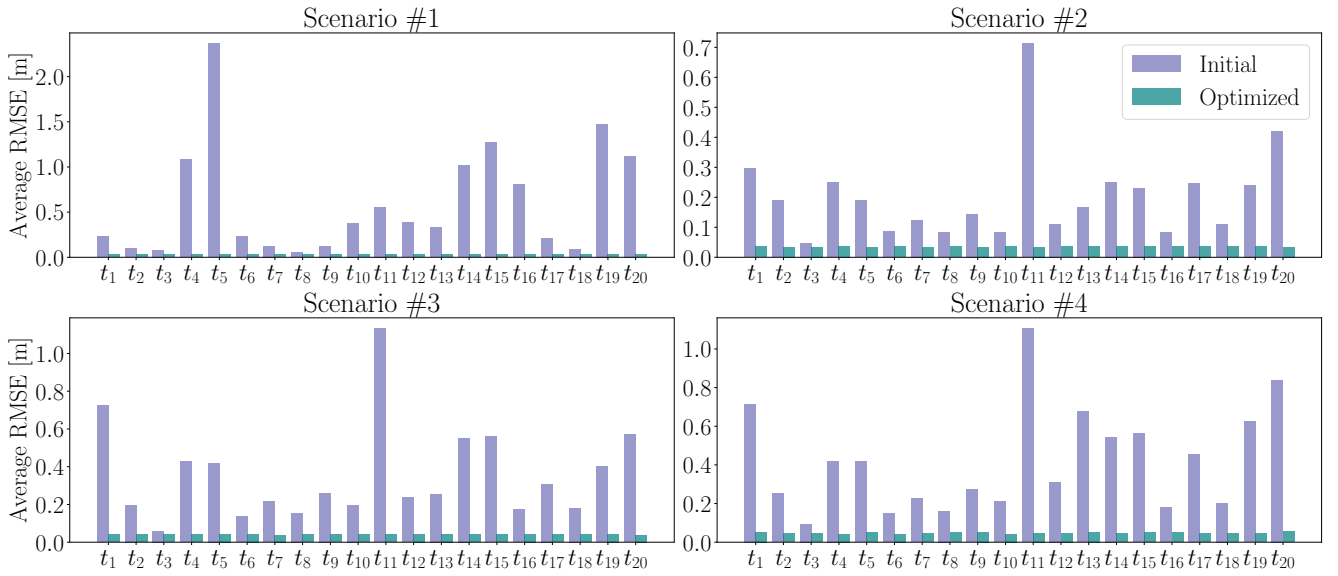 Scenario #1
Average RMSE [m]
2.0
1.5
1.0
0.5
0.0
t1 t2 t3 t4 t5 t6 t7 t8 t9 t10 t11 t12 t13 t14 t15 t16 t17 t18 t19 t20
Scenario #2
0.7
0.6
0.5
0.4
0.3
0.2
0.1
0.0
Initial
Optimized
t1 t2 t3 t4 t5 t6 t7 t8 t9 t10 t11 t12 t13 t14 t15 t16 t17 t18 t19 t20
Scenario #3
Average RMSE [m]
1.0
0.8
0.6
0.4
0.2
0.0
t1 t2 t3 t4 t5 t6 t7 t8 t9 t10 t11 t12 t13 t14 t15 t16 t17 t18 t19 t20
Scenario #4
1.0
0.8
0.6
0.4
0.2
0.0
t1 t2 t3 t4 t5 t6 t7 t8 t9 t10 t11 t12 t13 t14 t15 t16 t17 t18 t19 t20